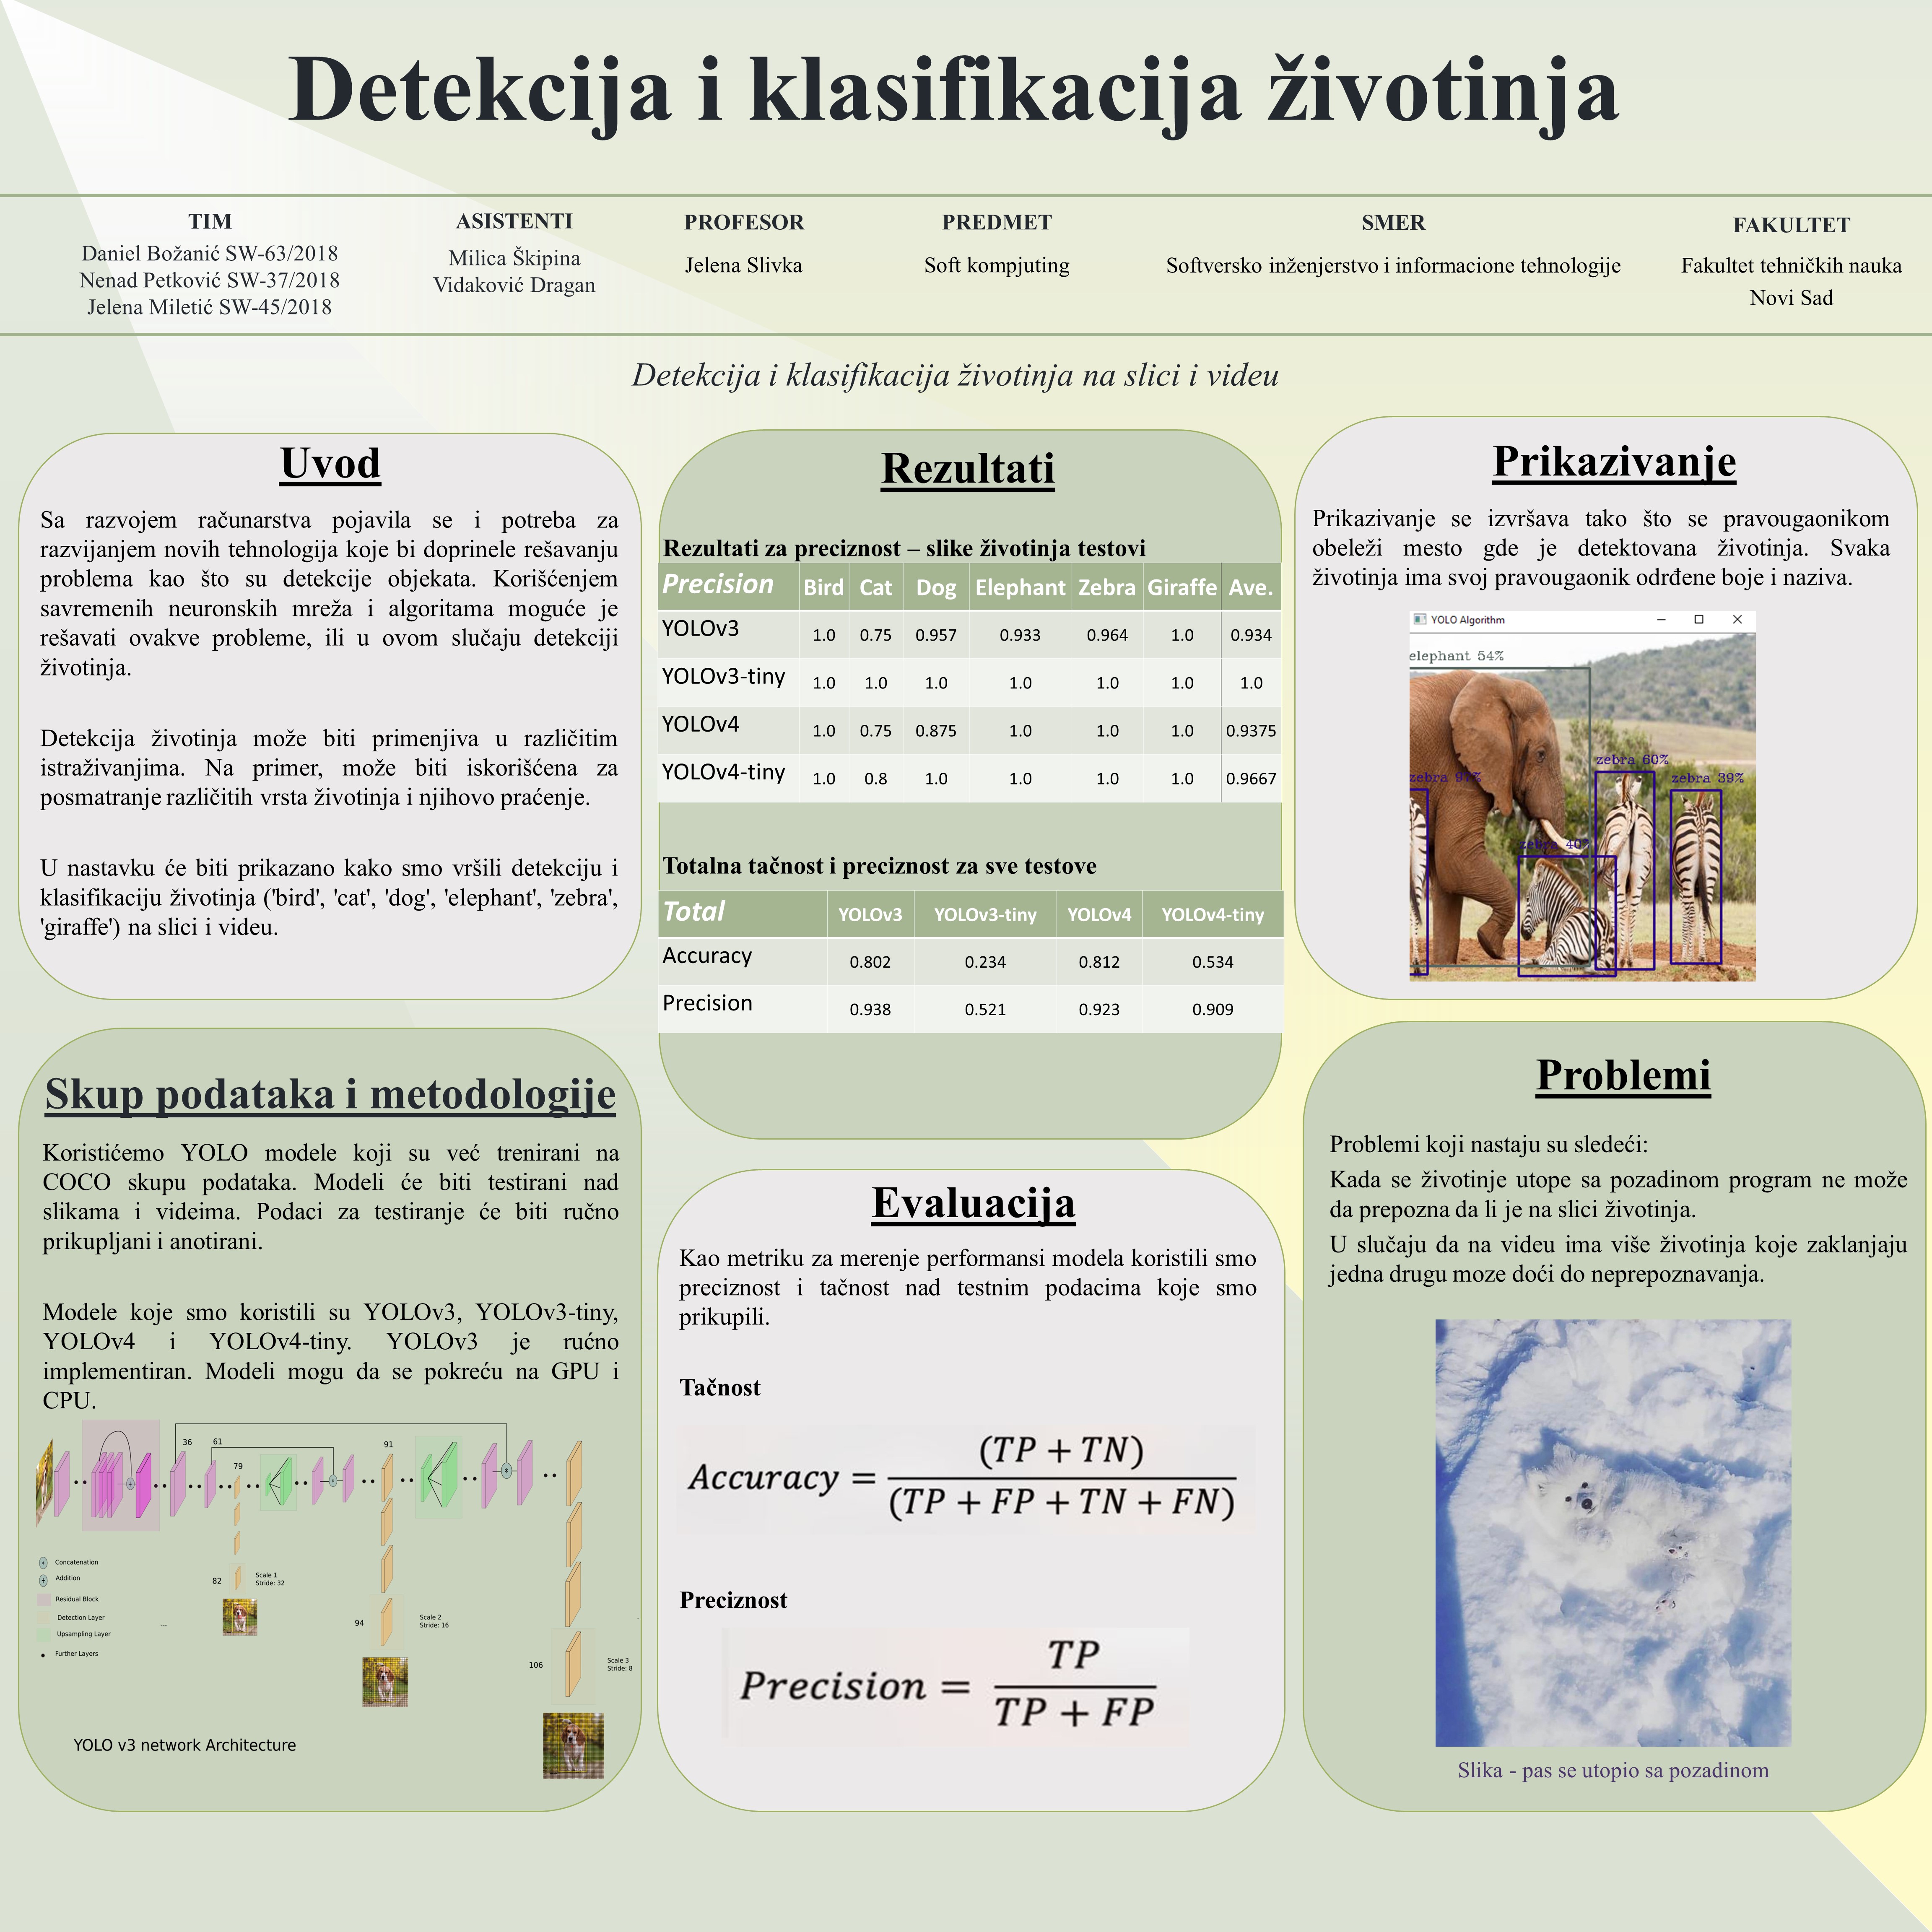 Detekcija i klasifikacija životinja
TIM
Daniel Božanić SW-63/2018
Nenad Petković SW-37/2018
Jelena Miletić SW-45/2018
ASISTENTI
Milica Škipina
Vidaković Dragan
PROFESOR
Jelena Slivka
PREDMET
Soft kompjuting
SMER
Softversko inženjerstvo i informacione tehnologije
FAKULTET
Fakultet tehničkih nauka
Novi Sad
Detekcija i klasifikacija životinja na slici i videu
Uvod
Sa razvojem računarstva pojavila se i potreba za
razvijanjem novih tehnologija koje bi doprinele rešavanju
problema kao što su detekcije objekata. Korišćenjem
savremenih neuronskih mreža i algoritama moguće je
rešavati ovakve probleme, ili u ovom slučaju detekciji
životinja.
Detekcija životinja može biti primenjiva u različitim
istraživanjima. Na primer, može biti iskorišćena za
posmatranje različitih vrsta životinja i njihovo praćenje.
U nastavku će biti prikazano kako smo vršili detekciju i
klasifikaciju životinja ('bird', 'cat', 'dog', 'elephant', 'zebra',
'giraffe') na slici i videu.
Skup podataka i metodologije
Koristićemo YOLO modele koji su već trenirani na
COCO skupu podataka. Modeli će biti testirani nad
slikama i videima. Podaci za testiranje će biti ručno
prikupljani i anotirani.
Modele koje smo koristili su YOLOv3, YOLOv3-tiny,
YOLOv4 i YOLOv4-tiny. YOLOv3 je rućno
implementiran. Modeli mogu da se pokreću na GPU i
CPU.
36 61
79
91
82
Scale 1
Stride: 32
94
Scale 2
Stride: 16
106
Scale 3
Stride: 8
* Concatenation
+ Addition
Residual Block
Detection Layer
Upsampling Layer
Further Layers
...
YOLO v3 network Architecture
Rezultati
Rezultati za preciznost – slike životinja testovi
Precision Bird Cat Dog Elephant Zebra Giraffe Ave.
YOLOv3 1.0 0.75 0.957 0.933 0.964 1.0 0.934
YOLOv3-tiny 1.0 1.0 1.0 1.0 1.0 1.0 1.0
YOLOv4 1.0 0.75 0.875 1.0 1.0 1.0 0.9375
YOLOv4-tiny 1.0 0.8 1.0 1.0 1.0 1.0 0.9667
Totalna tačnost i preciznost za sve testove
Total YOLOv3 YOLOv3-tiny YOLOv4 YOLOv4-tiny
Accuracy 0.802 0.234 0.812 0.534
Precision 0.938 0.521 0.923 0.909
Evaluacija
Kao metriku za merenje performansi modela koristili smo
preciznost i tačnost nad testnim podacima koje smo
prikupili.
Tačnost
Accuracy = (TP + TN) / (TP + FP + TN + FN)
Preciznost
Precision = TP / TP + FP
Prikazivanje
Prikazivanje se izvršava tako što se pravougaonikom
obeleži mesto gde je detektovana životinja. Svaka
životinja ima svoj pravougaonik odrđene boje i naziva.
YOLO Algorithm
elephant 54%
zebra 60%
zebra 39%
zebra
zebra 40%
Problemi
Problemi koji nastaju su sledeći:
Kada se životinje utope sa pozadinom program ne može
da prepozna da li je na slici životinja.
U slučaju da na videu ima više životinja koje zaklanjaju
jedna drugu moze doći do neprepoznavanja.
Slika - pas se utopio sa pozadinom